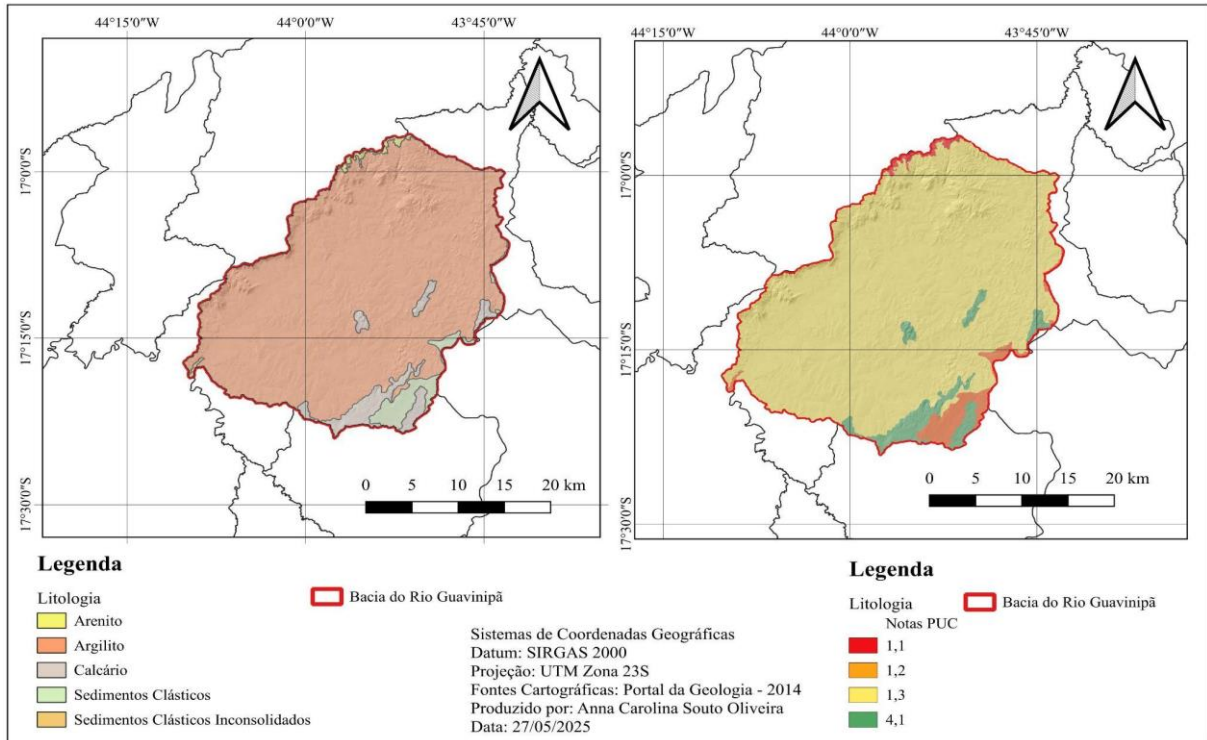 44°15'0"W 44°0'0"W 43°45'0"W
17°0'0"S
17°15'0"S
17°30'0"S
0 5 10 15 20 km
44°15'0"W 44°0'0"W 43°45'0"W
17°0'0"S
17°15'0"S
17°30'0"S
0 5 10 15 20 km
Legenda
Litologia
Arenito
Argilito
Calcário
Sedimentos Clásticos
Sedimentos Clásticos Inconsolidados
Bacia do Rio Guavinipã
Sistemas de Coordenadas Geográficas
Datum: SIRGAS 2000
Projeção: UTM Zona 23S
Fontes Cartográficas: Portal da Geologia - 2014
Produzido por: Anna Carolina Souto Oliveira
Data: 27/05/2025
Legenda
Litologia
Notas PUC
1,1
1,2
1,3
4,1
Bacia do Rio Guavinipã